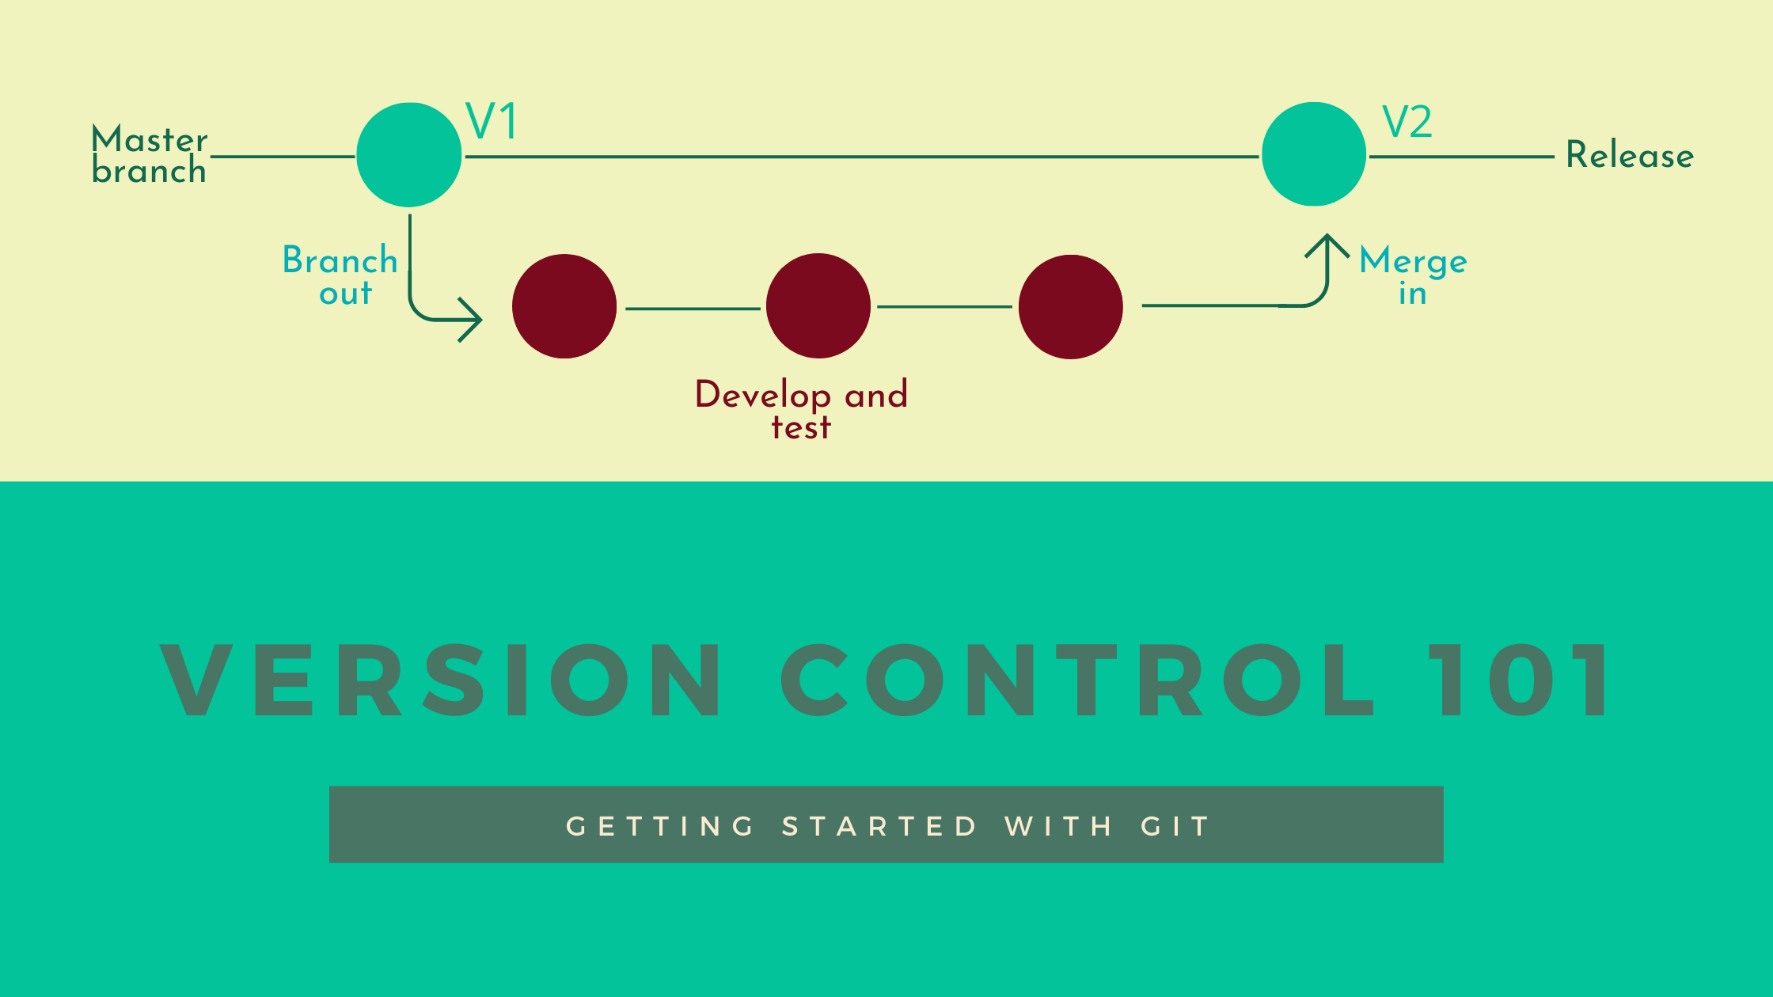 Master
branch
V1
V2
Release
Branch
out
Merge
in
Develop and
test
VERSION CONTROL 101
GETTING STARTED WITH GIT